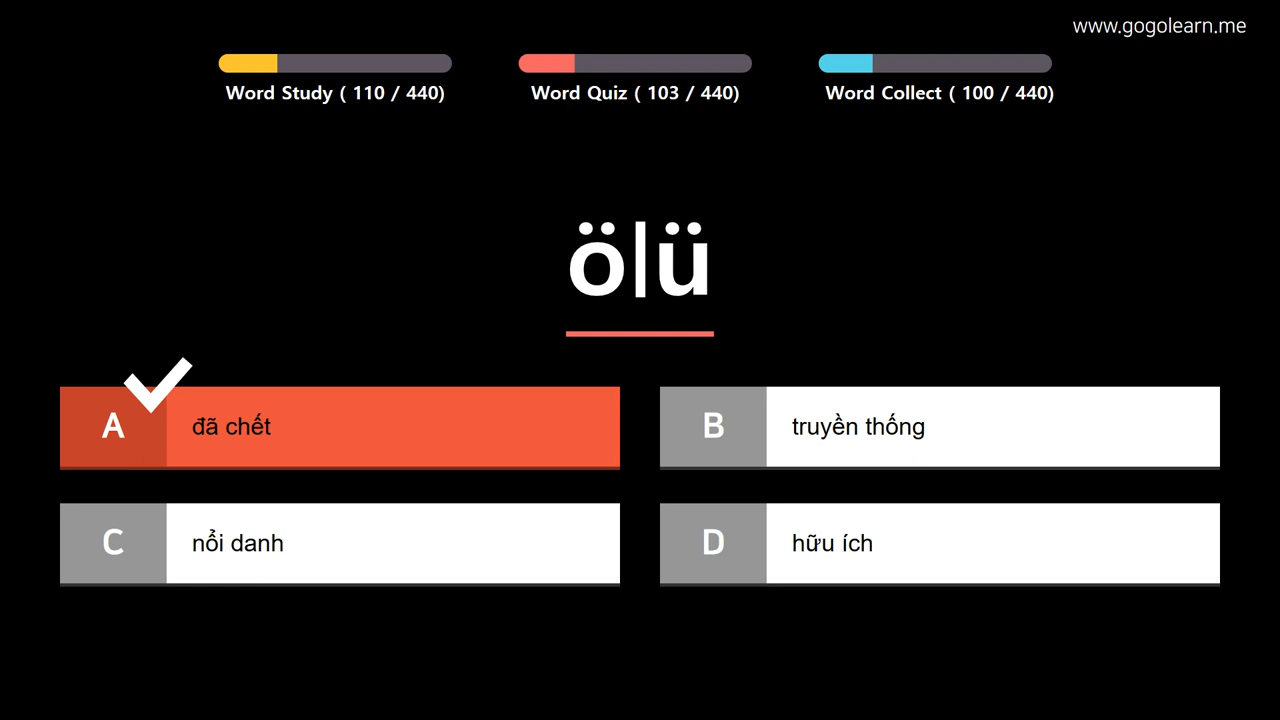 www.gogolearn.me
Word Study ( 110 / 440)
Word Quiz ( 103 / 440)
Word Collect ( 100 / 440)
ölü
A đã chết
B truyền thống
C nổi danh
D hữu ích